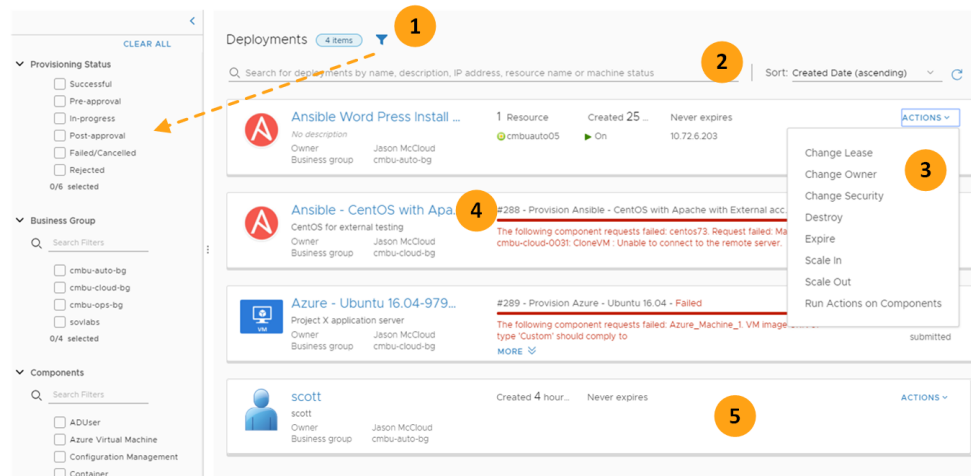 CLEAR ALL
Provisioning Status
Successful
Pre-approval
In-progress
Post-approval
Failed/Cancelled
Rejected
0/6 selected
Business Group
Search Filters
cmbu-auto-bg
cmbu-cloud-bg
cmbu-ops-bg
sovlabs
0/4 selected
Components
Search Filters
ADUser
Azure Virtual Machine
Configuration Management
Container
Deployments 4 items 1
Search for deployments by name, description, IP address, resource name or machine status 2 Sort: Created Date (ascending)
Ansible Word Press Install ... 1 Resource Created 25 .. Never expires ACTIONS
No description cmbuauto05 On 10.72.6.203
Owner Jason McCloud
Business group cmbu-auto-bg
Change Lease
Change Owner
Change Security
Destroy
Expire
Scale In
Scale Out
Run Actions on Components
3
Ansible - CentOS with Apa... 4 #288 - Provision Ansible - CentOS with Apache with External acc..
CentOS for external testing The following component requests failed: centos73. Request failed: Ma
Owner Jason McCloud cmbu-cloud-0031: CloneVM : Unable to connect to the remote server.
Business group cmbu-cloud-bg
Azure - Ubuntu 16.04-979... #289 - Provision Azure - Ubuntu 16.04 - Failed
Project X application server The following component requests failed: Azure_Machine_1. VM image
Owner Jason McCloud type 'Custom' should comply to submitted
Business group cmbu-cloud-bg MORE
VM
scott Created 4 hour... Never expires ACTIONS
scott
Owner Jason McCloud
Business group cmbu-auto-bg
5